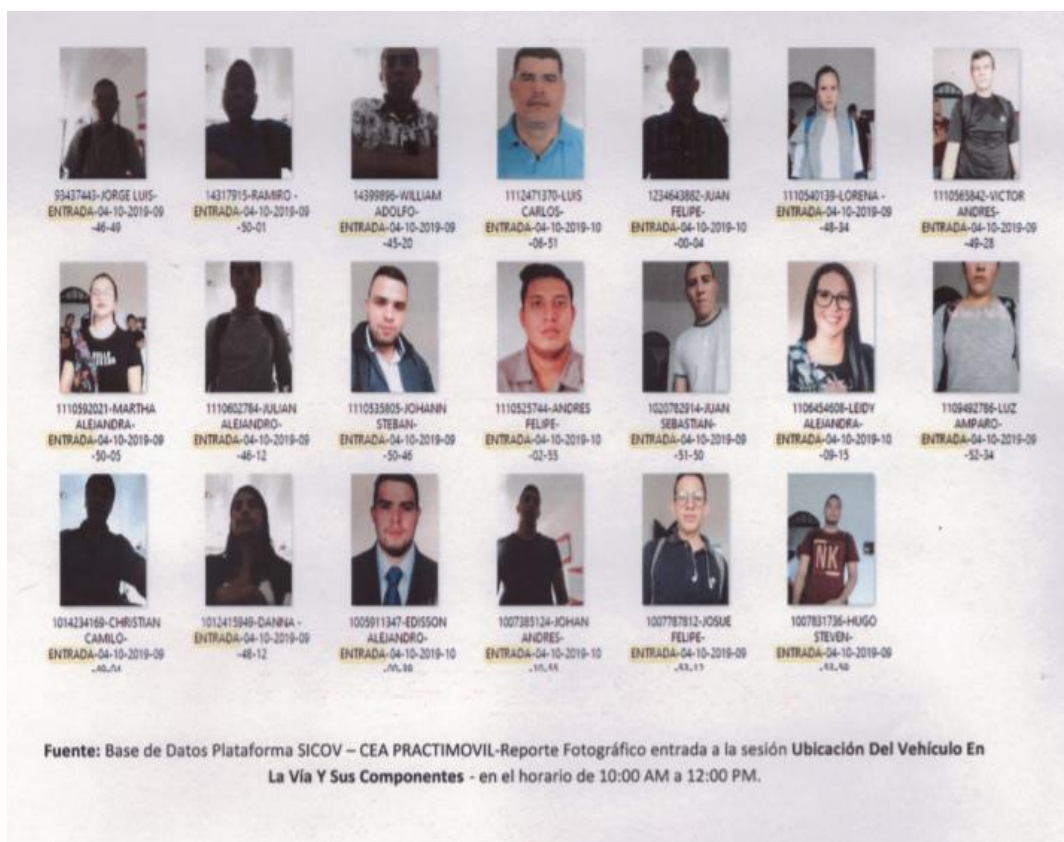 93437443-JORGE LUIS-
ENTRADA-04-10-2019-09
-46-49
14317915-RAMIRO -
ENTRADA-04-10-2019-09
-50-01
14399896-WILLIAM
ADOLFO-
ENTRADA-04-10-2019-09
-45-20
1112471370-LUIS
CARLOS-
ENTRADA-04-10-2019-10
-06-51
1234643882-JUAN
FELIPE-
ENTRADA-04-10-2019-10
-00-04
1110540139-LORENA -
ENTRADA-04-10-2019-09
-48-34
1110565842-VICTOR
ANDRES-
ENTRADA-04-10-2019-09
-49-28
1110592021-MARTHA
ALEJANDRA-
ENTRADA-04-10-2019-09
-50-05
1110602784-JULIAN
ALEJANDRO-
ENTRADA-04-10-2019-09
-46-12
1110535805-JOHANN
STEBAN-
ENTRADA-04-10-2019-09
-50-46
1110525744-ANDRES
FELIPE-
ENTRADA-04-10-2019-10
-02-55
1020782914-JUAN
SEBASTIAN-
ENTRADA-04-10-2019-09
-51-50
1106454608-LEIDY
ALEJANDRA-
ENTRADA-04-10-2019-10
-09-15
1109492786-LUZ
AMPARO-
ENTRADA-04-10-2019-09
-52-34
1014234169-CHRISTIAN
CAMILO-
ENTRADA-04-10-2019-09
1012415949-DANNA -
ENTRADA-04-10-2019-09
-48-12
1005911347-EDISSON
ALEJANDRO-
ENTRADA-04-10-2019-10
1007385124-JOHAN
ANDRES-
ENTRADA-04-10-2019-10
1007787812-JOSUE
FELIPE-
ENTRADA-04-10-2019-09
1007831736-HUGO
STEVEN-
ENTRADA-04-10-2019-09
NK
Fuente: Base de Datos Plataforma SICOV – CEA PRACTIMOVIL-Reporte Fotográfico entrada a la sesión Ubicación Del Vehículo En
La Vía Y Sus Componentes - en el horario de 10:00 AM a 12:00 PM.